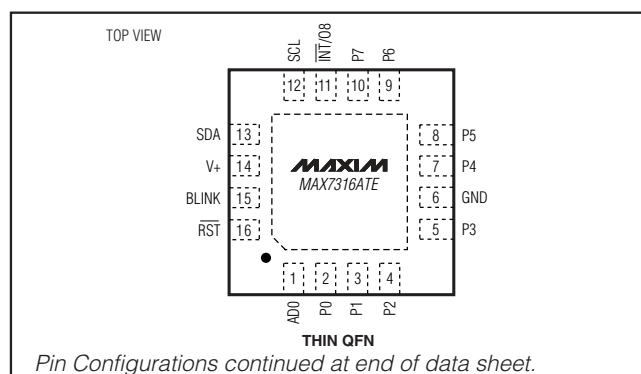 TOP VIEW
SCL
INT/O8
P7
P6
12
11
10
9
SDA 13
8 P5
V+ 14
MAXIM
7 P4
MAX7316ATE
BLINK 15
6 GND
RST 16
5 P3
1
2
3
4
AD0
P0
P1
P2
THIN QFN
Pin Configurations continued at end of data sheet.